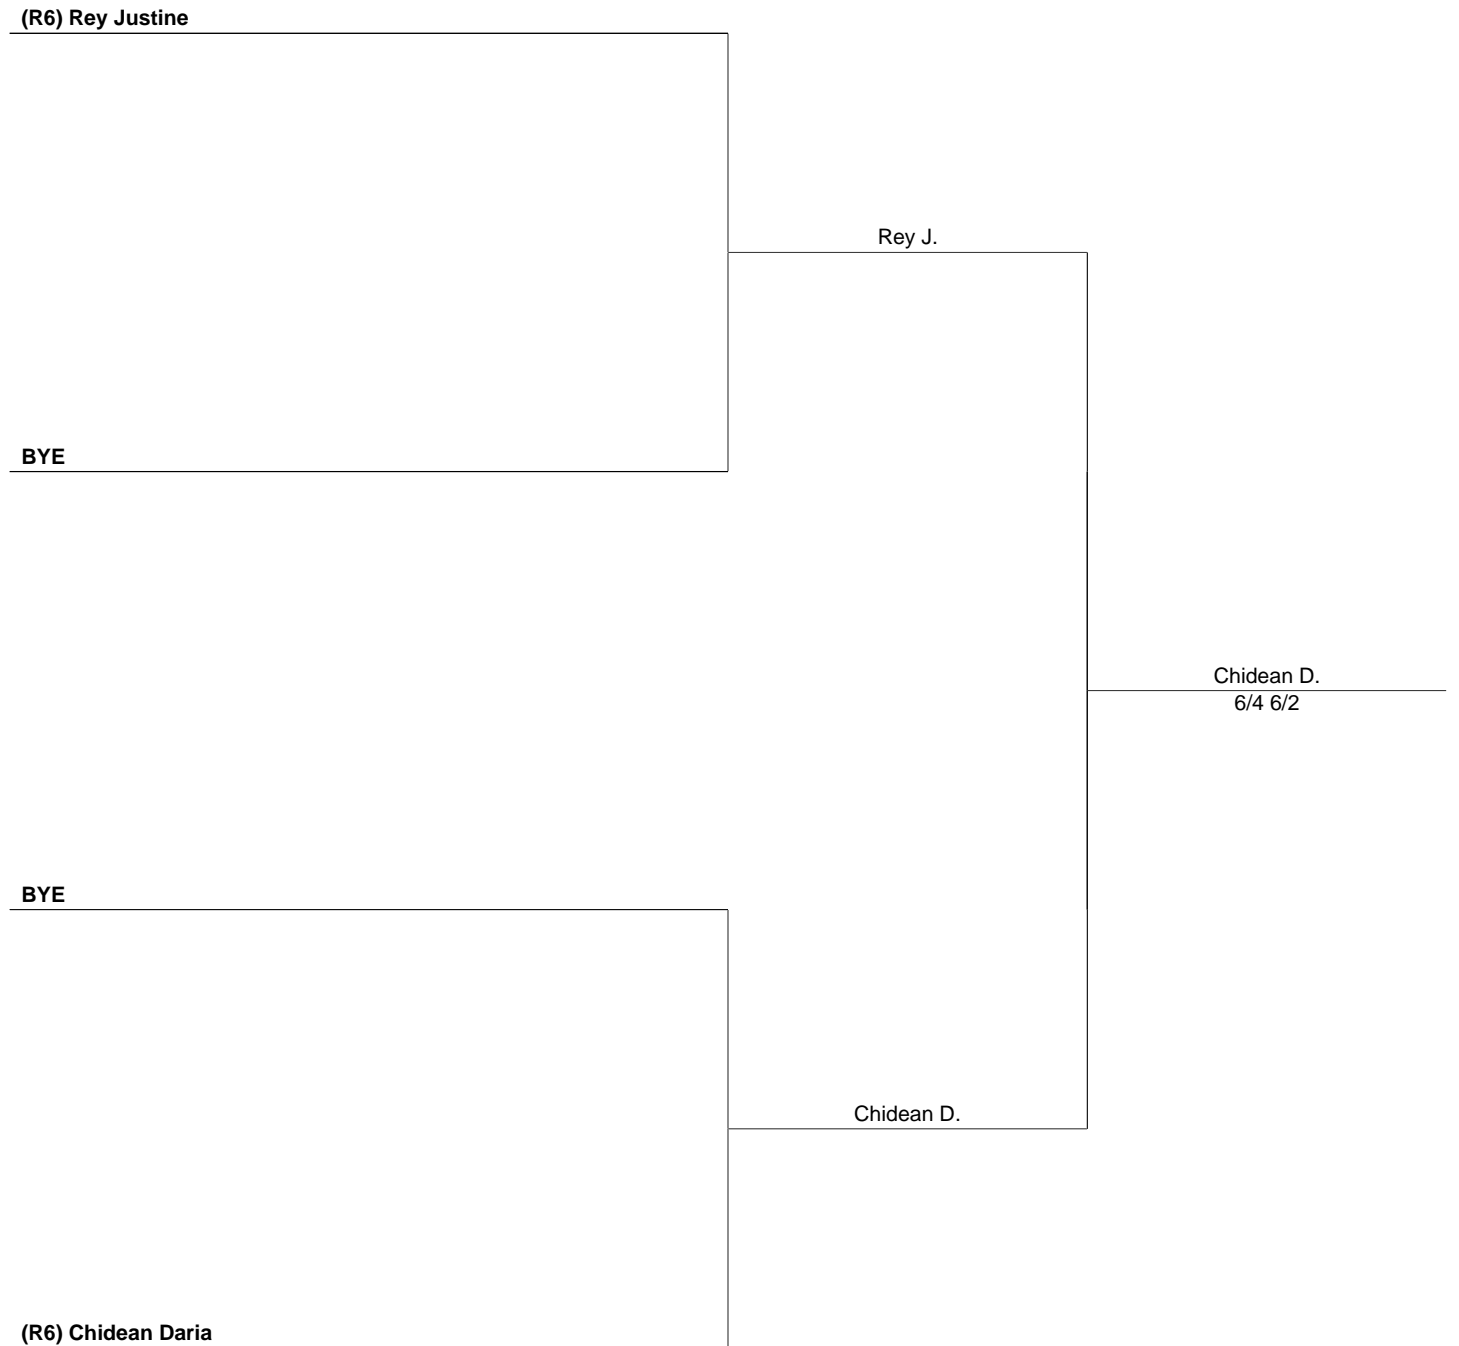 (R6) Rey Justine
Rey J.
BYE
Chidean D.
6/4 6/2
BYE
Chidean D.
(R6) Chidean Daria